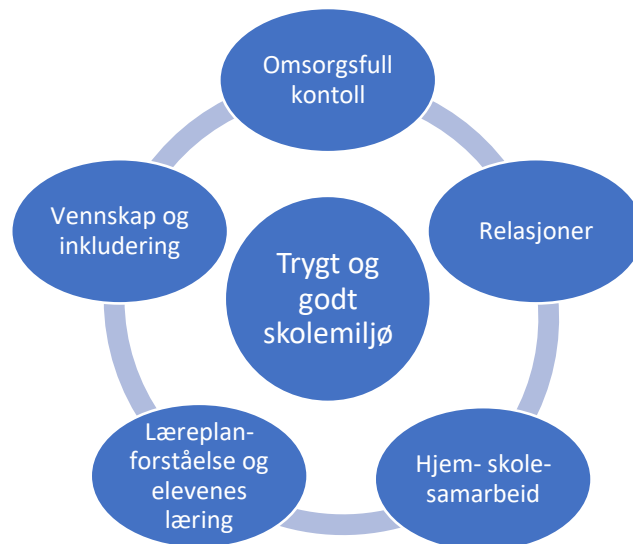 Omsorgsfull
kontoll
Relasjoner
Hjem- skole-
samarbeid
Læreplan-
forståelse og
elevenes
læring
Vennskap og
inkludering
Trygt og
godt
skolemiljø